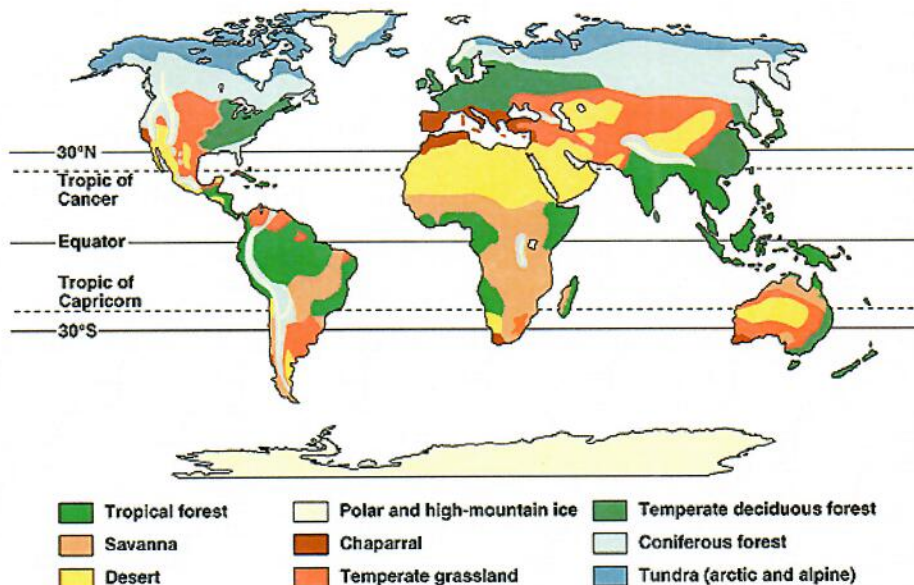 30°N
Tropic of
Cancer
Equator
Tropic of
Capricorn
30°S
Tropical forest
Polar and high-mountain ice
Temperate deciduous forest
Savanna
Chaparral
Coniferous forest
Desert
Temperate grassland
Tundra (arctic and alpine)